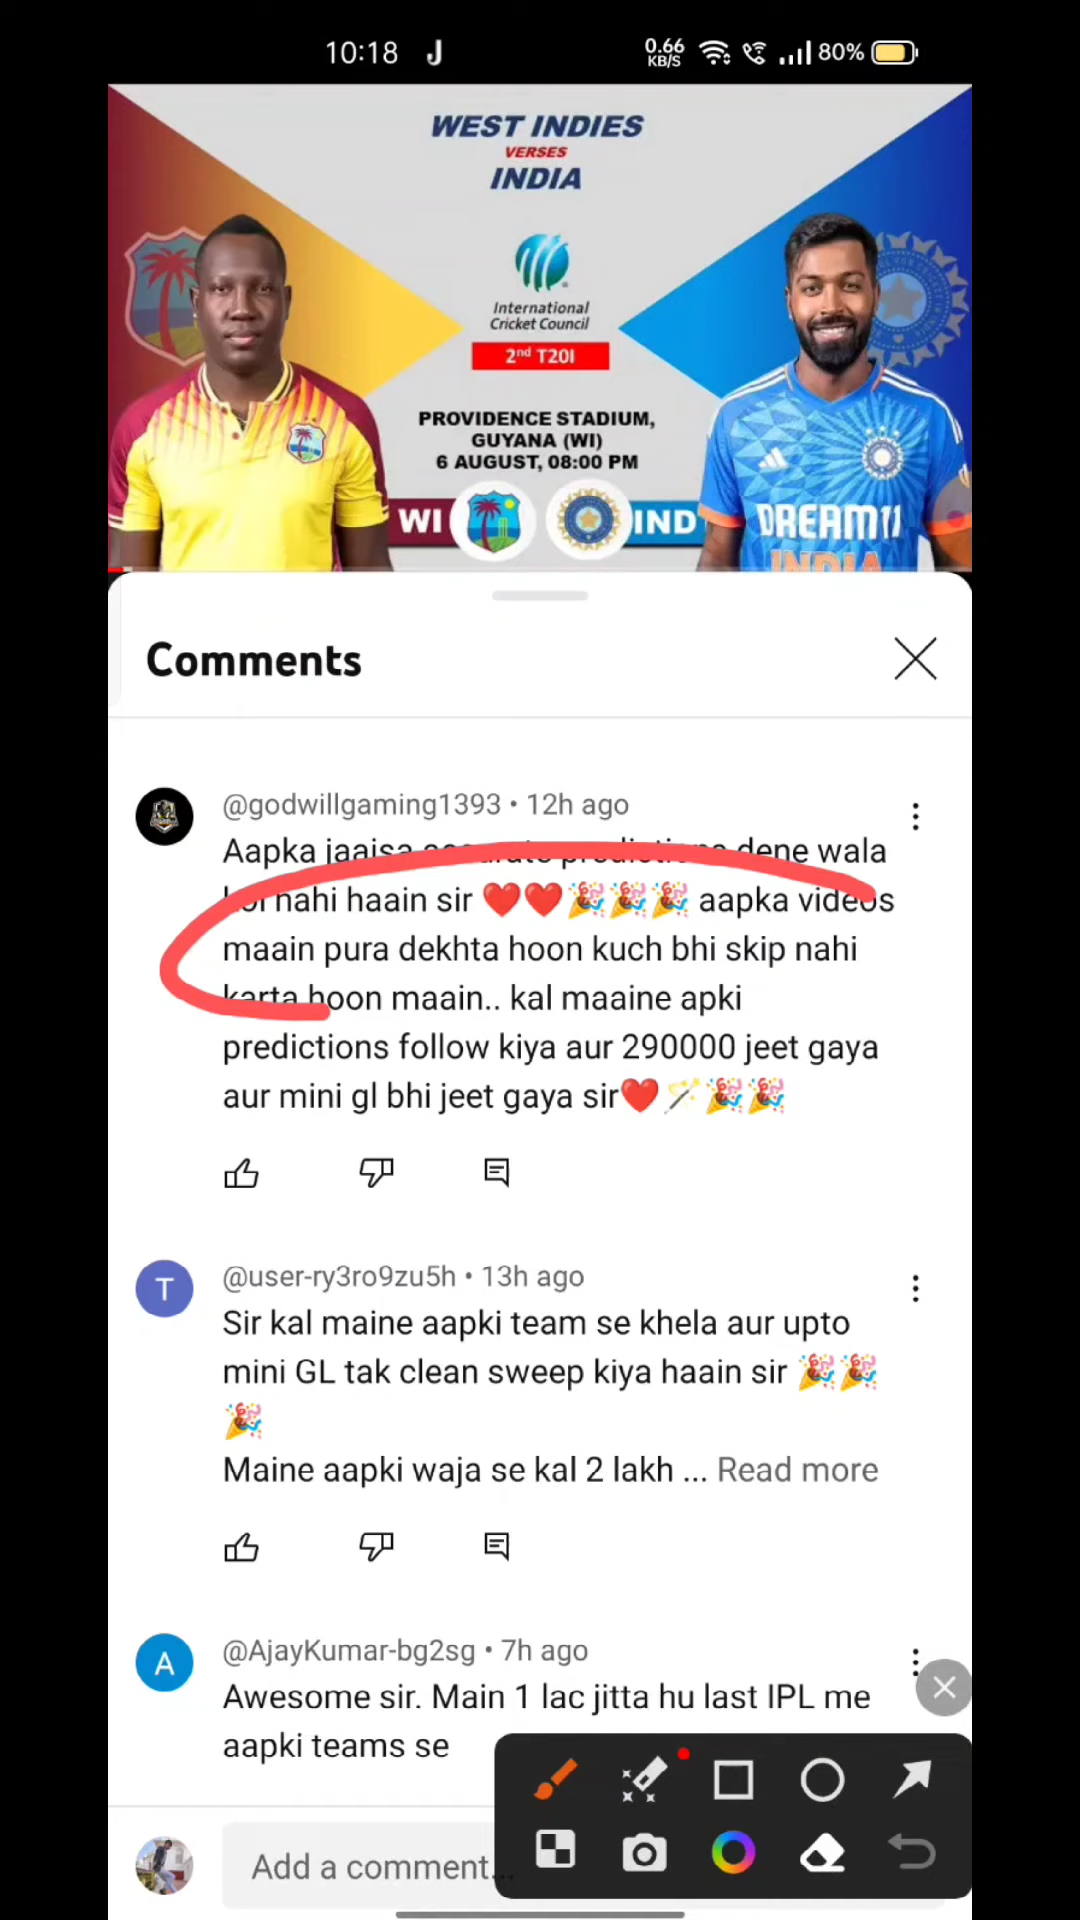 10:18 J
0.66
KB/S
80%
WEST INDIES
VERSES
INDIA
International
Cricket Council
2nd T20I
PROVIDENCE STADIUM,
GUYANA (WI)
6 AUGUST, 08:00 PM
WI
IND
DREAM11
INDIA
Comments
@godwillgaming1393 • 12h ago
Aapka jaaisa accurate predictions dene wala
koi nahi haain sir ❤️❤️🎉🎉🎉 aapka videos
maain pura dekhta hoon kuch bhi skip nahi
karta hoon maain.. kal maaine apki
predictions follow kiya aur 290000 jeet gaya
aur mini gl bhi jeet gaya sir❤️🪄🎉🎉
T
@user-ry3ro9zu5h • 13h ago
Sir kal maine aapki team se khela aur upto
mini GL tak clean sweep kiya haain sir 🎉🎉
🎉
Maine aapki waja se kal 2 lakh ... Read more
A
@AjayKumar-bg2sg • 7h ago
Awesome sir. Main 1 lac jitta hu last IPL me
aapki teams se
Add a comment...